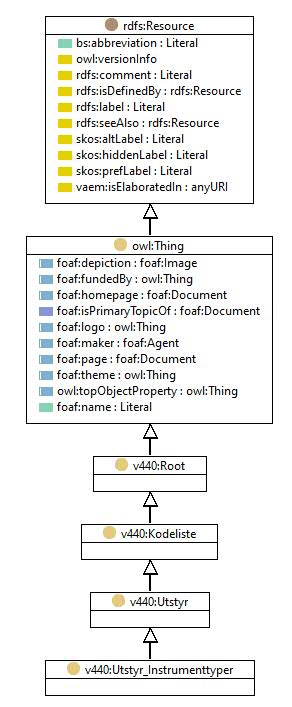 rdfs:Resource
bs:abbreviation : Literal
owl:versionInfo
rdfs:comment : Literal
rdfs:isDefinedBy : rdfs:Resource
rdfs:label : Literal
rdfs:seeAlso : rdfs:Resource
skos:altLabel : Literal
skos:hiddenLabel : Literal
skos:prefLabel : Literal
vaem:isElaboratedIn : anyURI
owl:Thing
foaf:depiction : foaf:Image
foaf:fundedBy : owl:Thing
foaf:homepage : foaf:Document
foaf:isPrimaryTopicOf : foaf:Document
foaf:logo : owl:Thing
foaf:maker : foaf:Agent
foaf:page : foaf:Document
foaf:theme : owl:Thing
owl:topObjectProperty : owl:Thing
foaf:name : Literal
v440:Root
v440:Kodeliste
v440:Utstyr
v440:Utstyr_Instrumenttyper